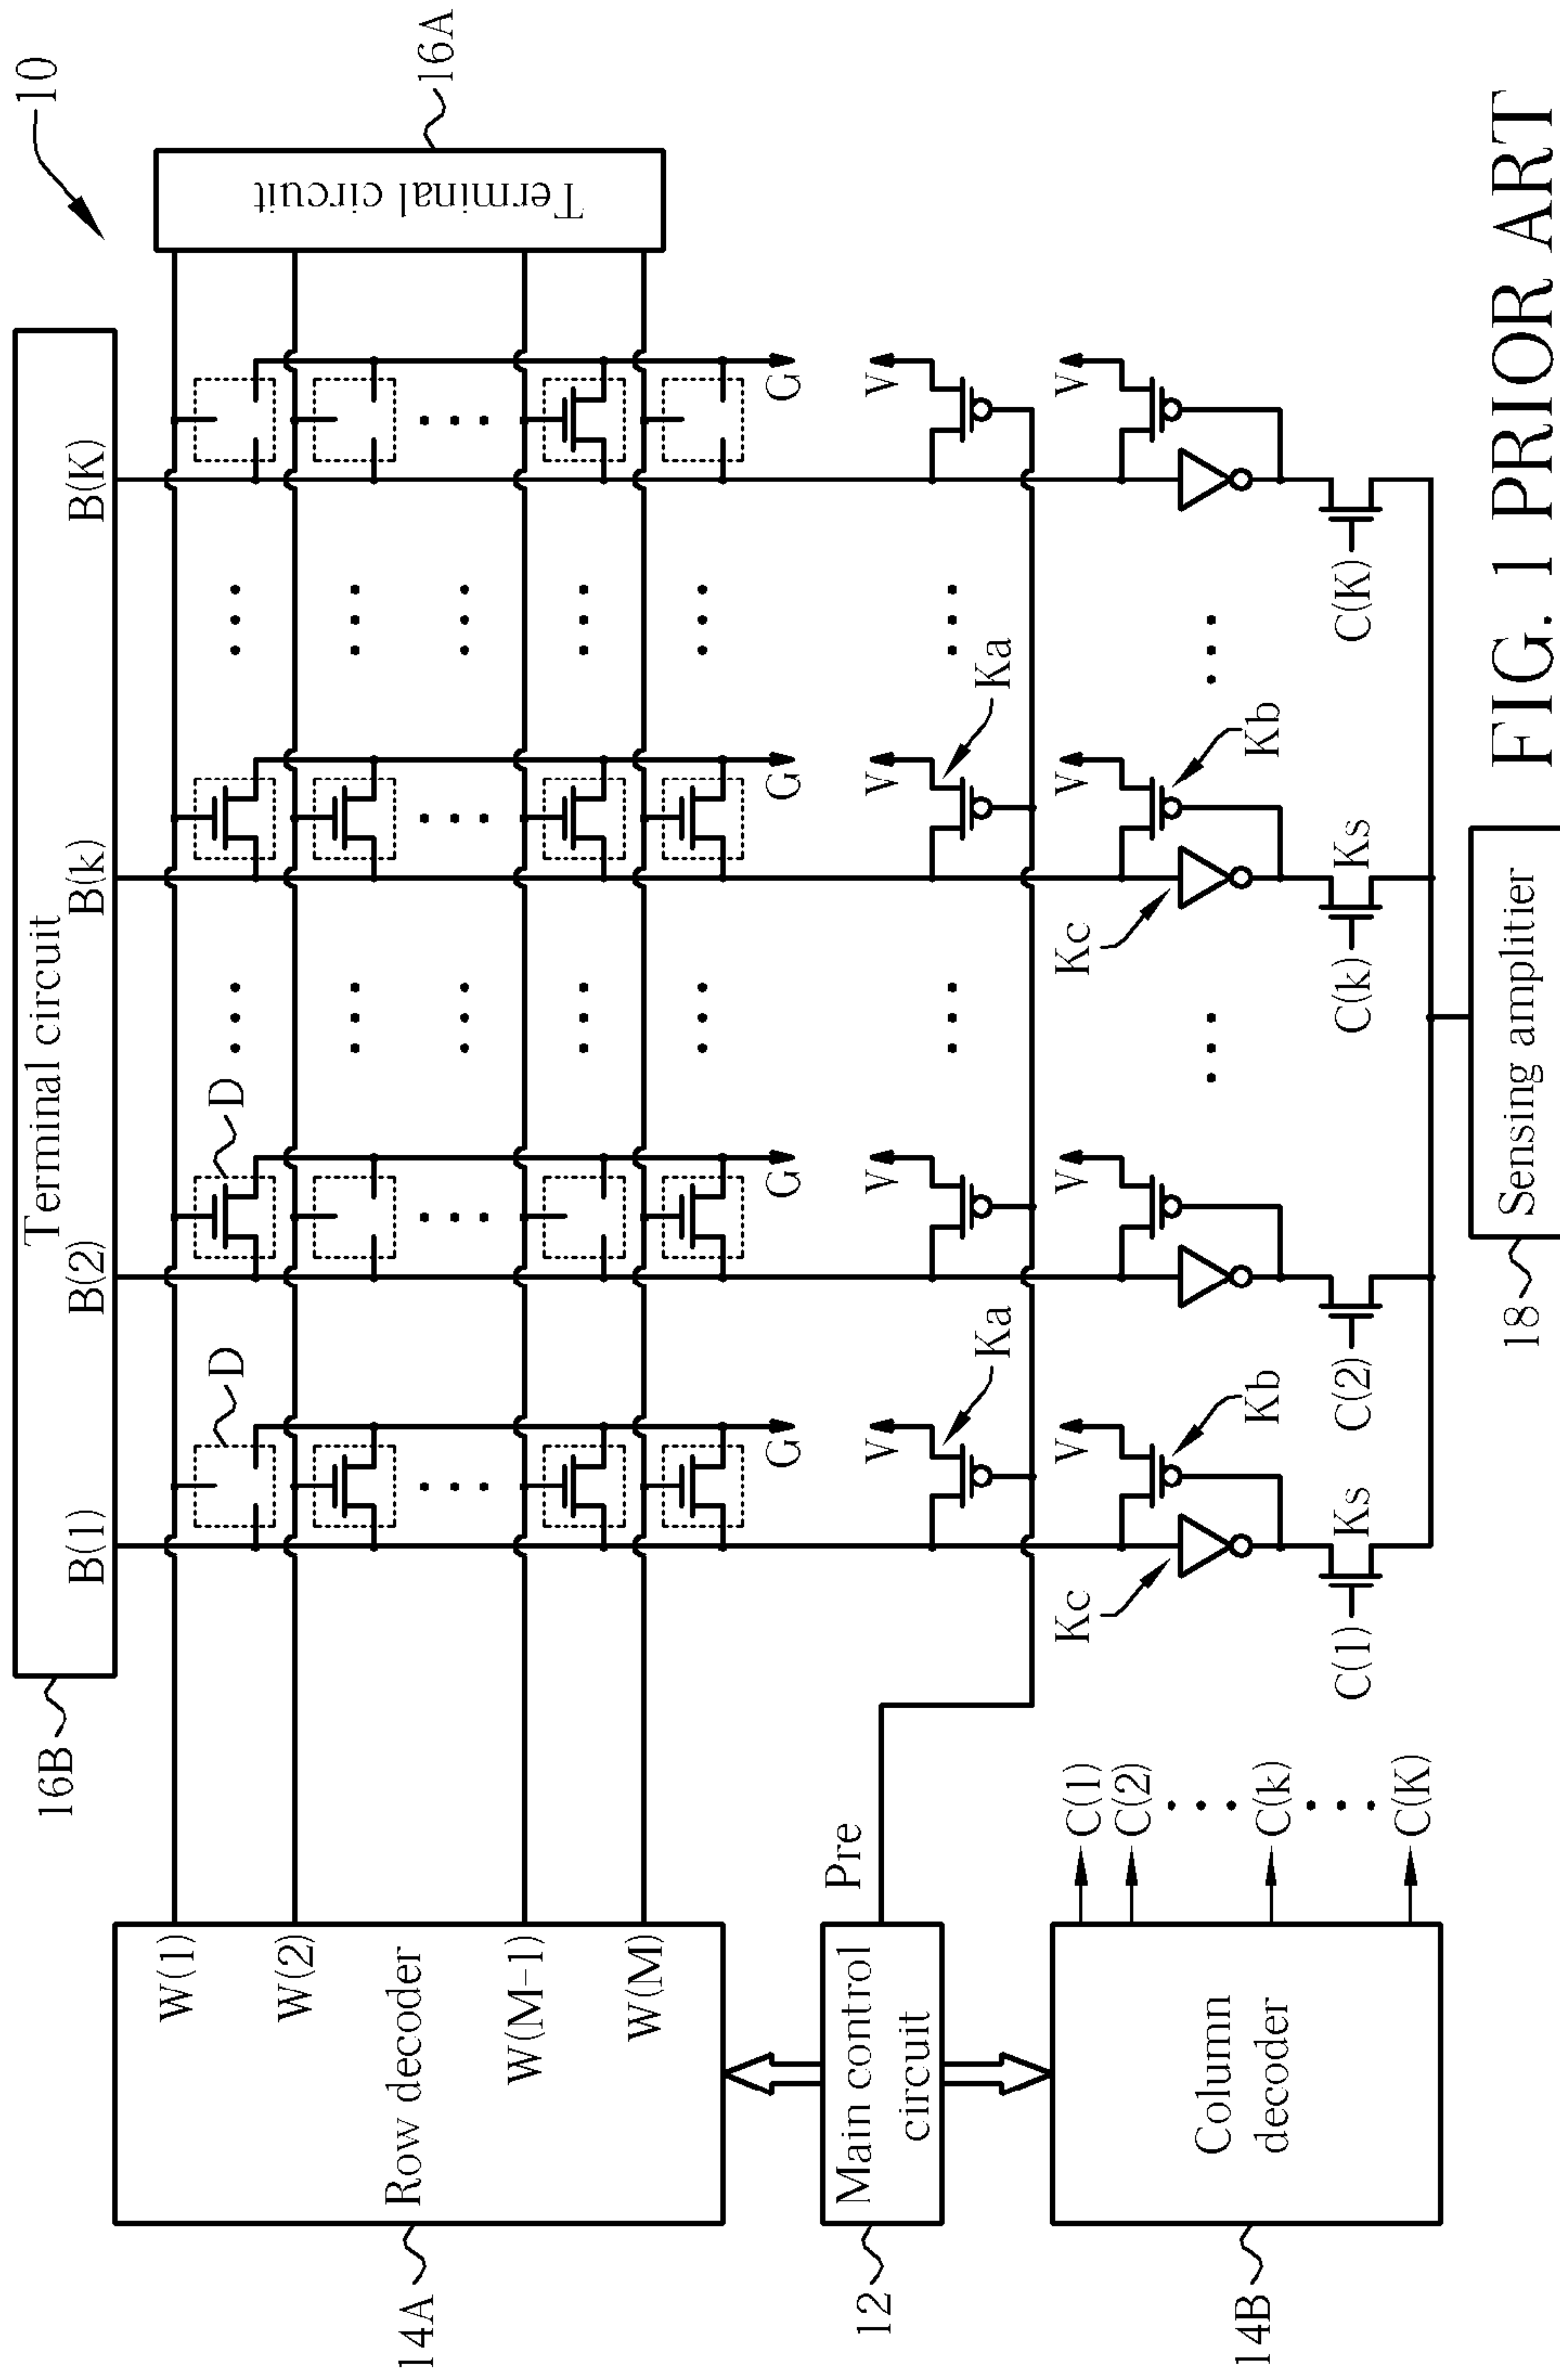 10
16B
Terminal circuit
B(1)
B(2)
B(k)
B(K)
Terminal circuit
16A
D
D
14A
Row decoder
W(1)
W(2)
W(M-1)
W(M)
G
G
G
G
12
Main control
circuit
Pre
V
V
V
V
Ka
Ka
14B
Column
decoder
C(1)
C(2)
C(k)
C(K)
V
V
V
V
Kc
Kb
Kc
Kb
C(1)
Ks
C(2)
C(k)
Ks
C(K)
18
Sensing amplitier
FIG. 1 PRIOR ART